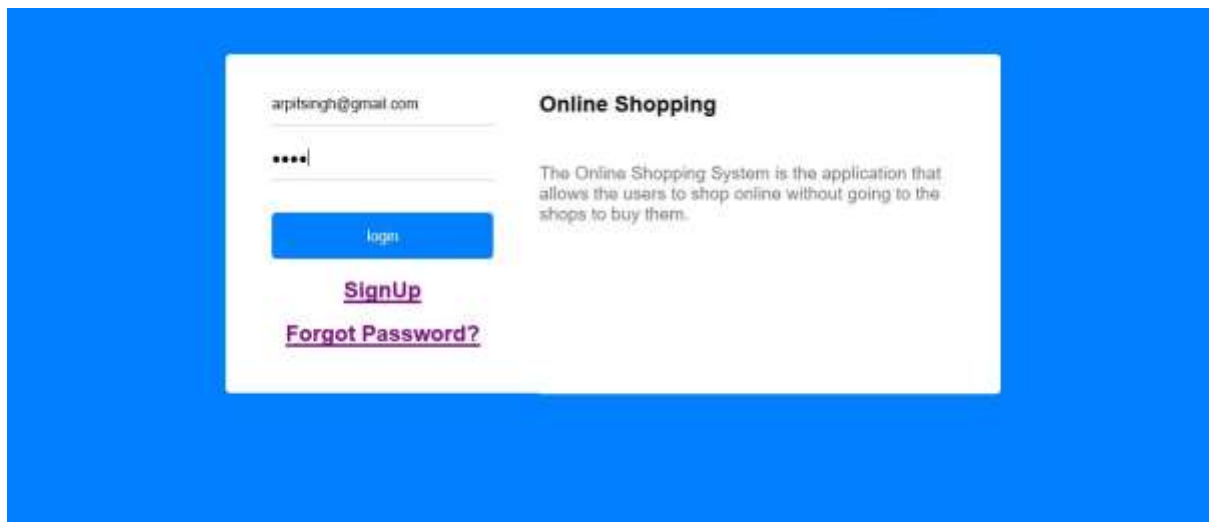 arpitsingh@gmail.com
••••
login
SignUp
Forgot Password?
Online Shopping
The Online Shopping System is the application that
allows the users to shop online without going to the
shops to buy them.